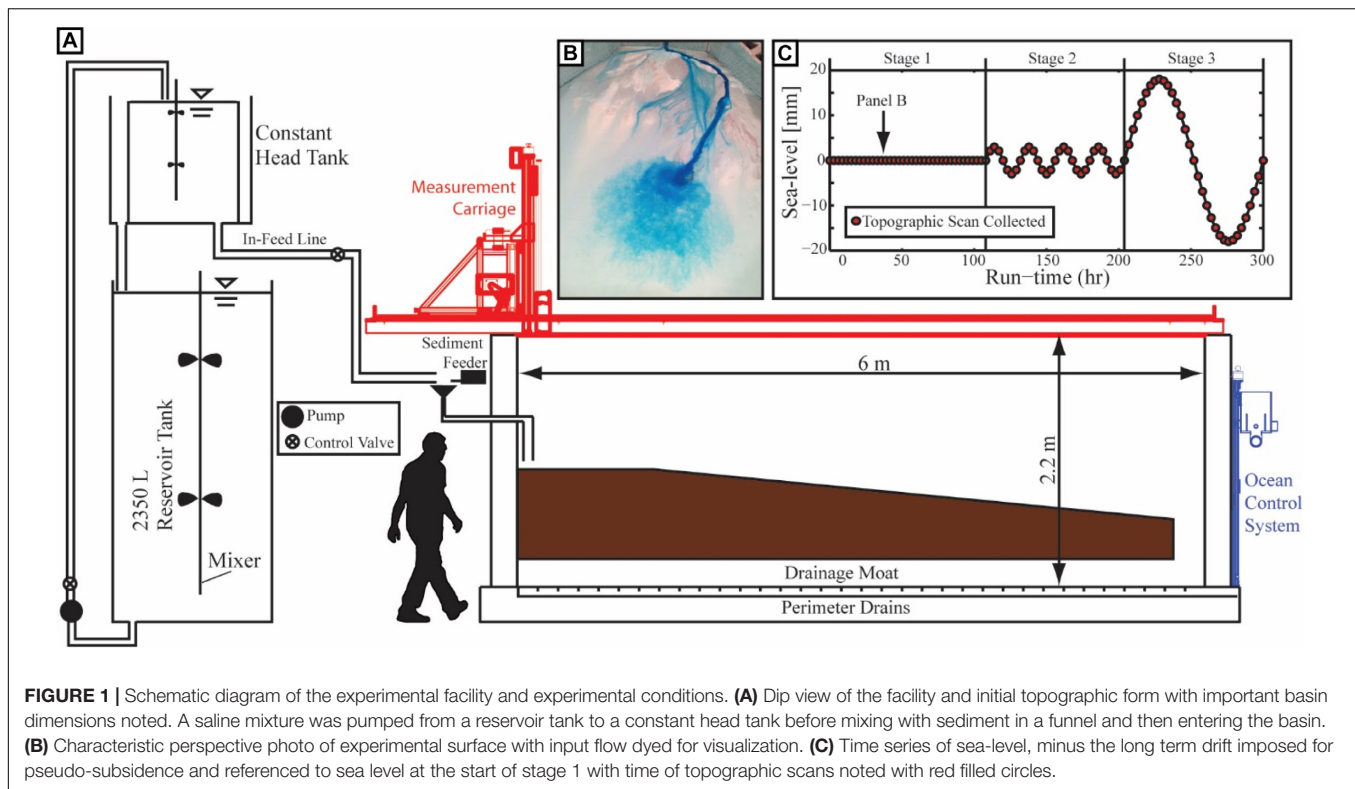 A
Constant
Head Tank
In-Feed Line
Measurement
Carriage
B
C
Stage 1
Stage 2
Stage 3
20
10
0
−10
−20
Sea-level [mm]
Panel B
Topographic Scan Collected
0
50
100
150
200
250
300
Run−time (hr)
Sediment
Feeder
6 m
2.2 m
Pump
Control Valve
2350 L
Reservoir Tank
Mixer
Ocean
Control
System
Drainage Moat
Perimeter Drains
FIGURE 1 | Schematic diagram of the experimental facility and experimental conditions. (A) Dip view of the facility and initial topographic form with important basin
dimensions noted. A saline mixture was pumped from a reservoir tank to a constant head tank before mixing with sediment in a funnel and then entering the basin.
(B) Characteristic perspective photo of experimental surface with input flow dyed for visualization. (C) Time series of sea-level, minus the long term drift imposed for
pseudo-subsidence and referenced to sea level at the start of stage 1 with time of topographic scans noted with red filled circles.